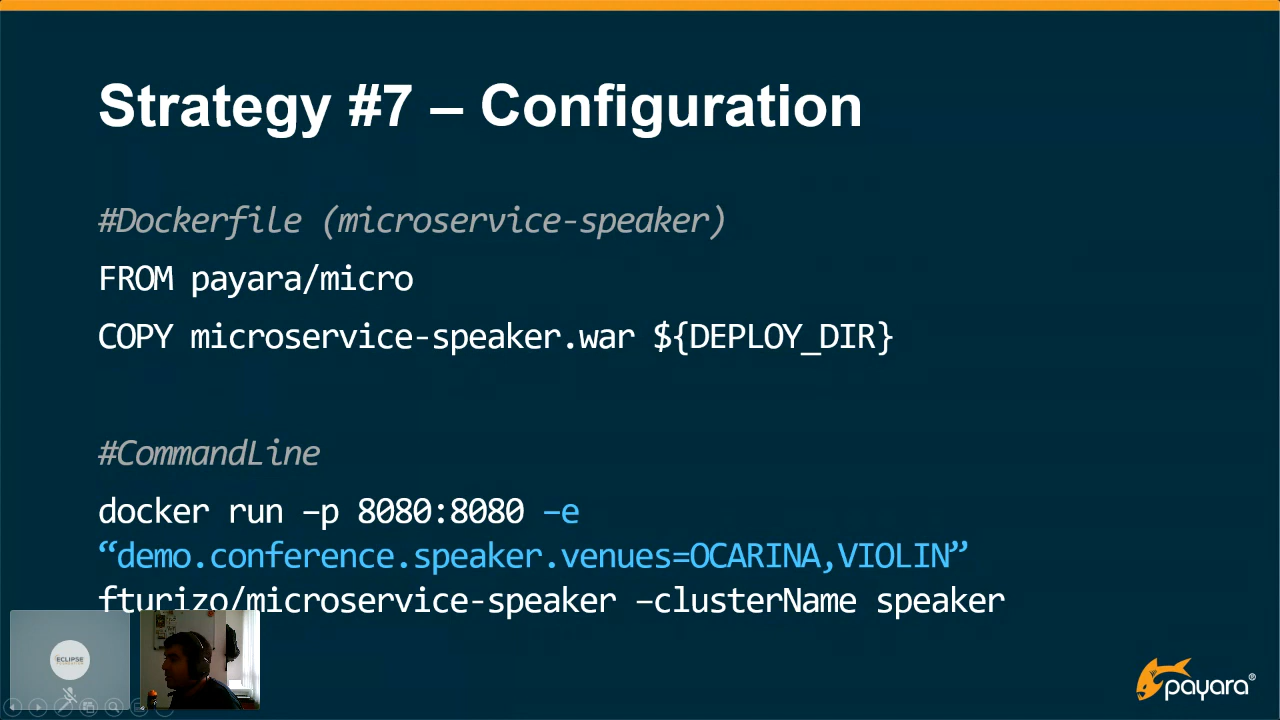 Strategy #7 – Configuration
#Dockerfile (microservice-speaker)
FROM payara/micro
COPY microservice-speaker.war ${DEPLOY_DIR}
#CommandLine
docker run –p 8080:8080 –e
“demo.conference.speaker.venues=OCARINA,VIOLIN”
fturizo/microservice-speaker –clusterName speaker
ECLIPSE
payara®